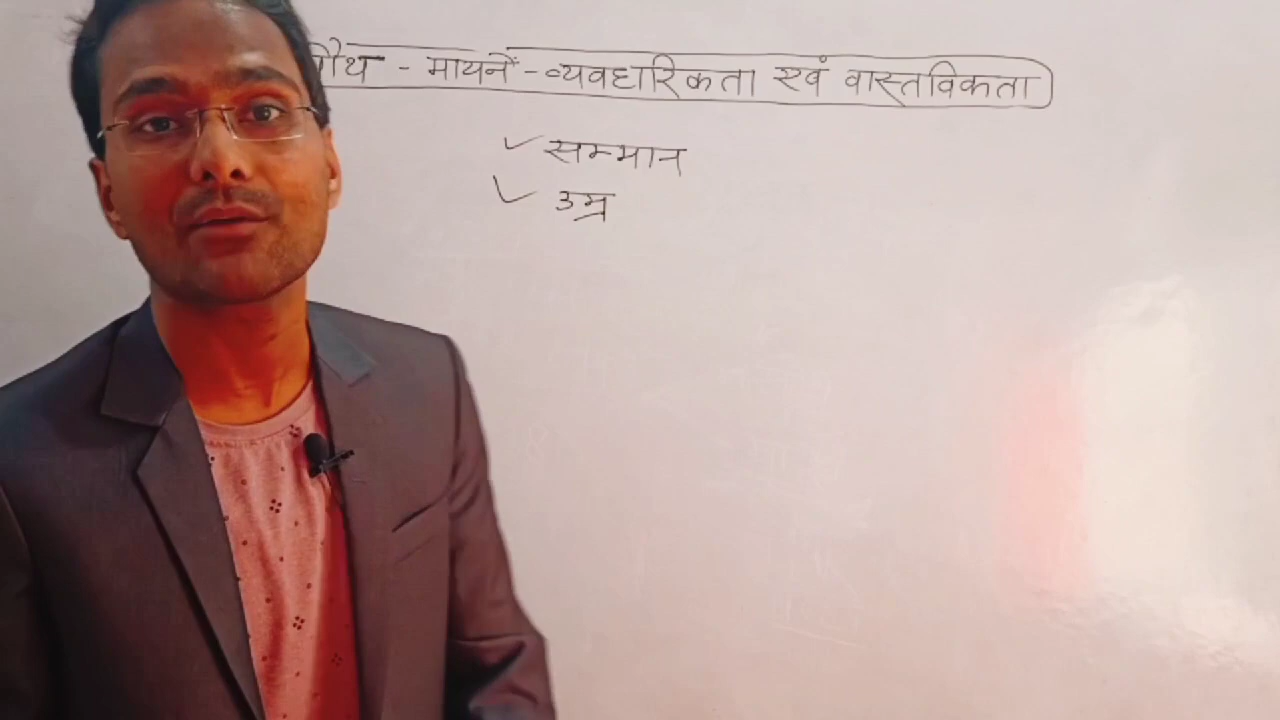 - मायनें - व्यवहारिकता एवं वास्तविकता
✓ सम्मान
✓ उम्र